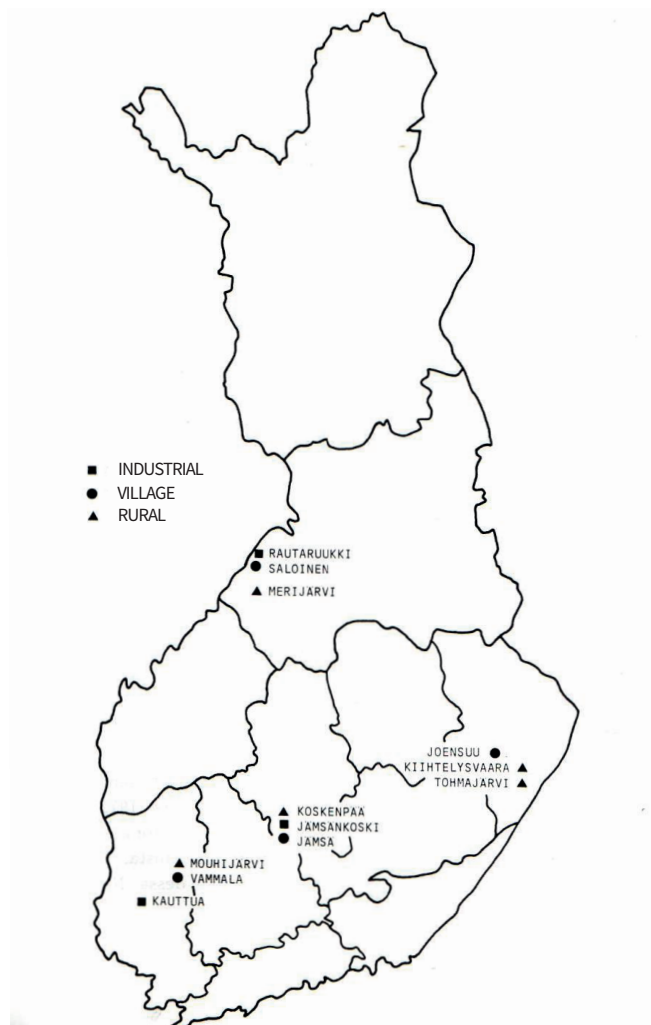 INDUSTRIAL
VILLAGE
RURAL
RAUTARUUKKI
SALOINEN
MERIJÄRVI
JOENSUU
KIIHTELYSVAARA
TOHMAJÄRVI
KOSKENPÄÄ
JÄMSÄNKOSKI
JÄMSÄ
MOUHIJÄRVI
VAMMALA
KAUTTUA